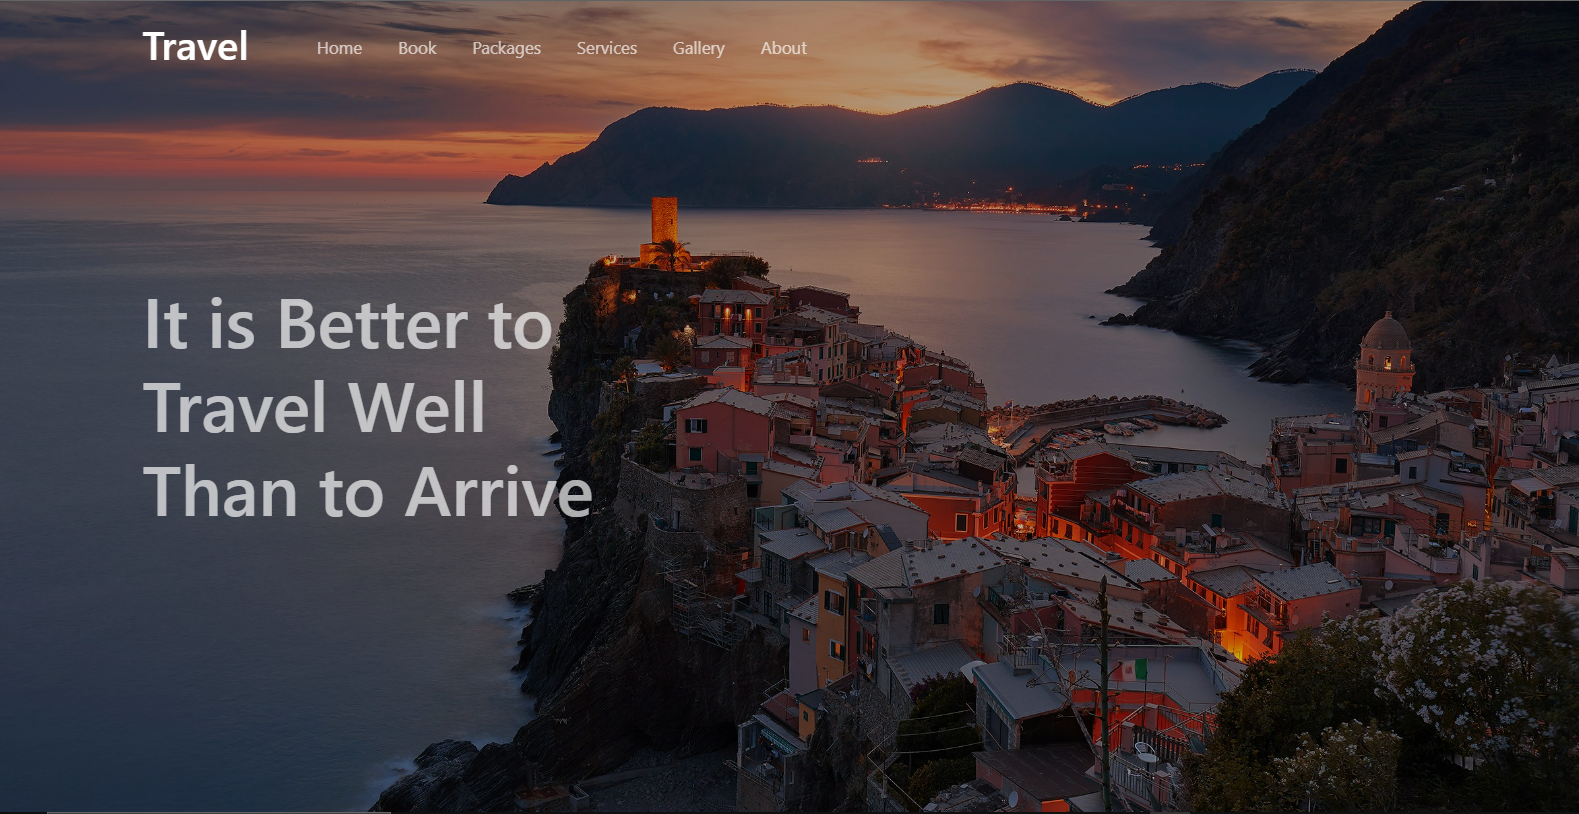 Travel
Home Book Packages Services Gallery About
It is Better to
Travel Well
Than to Arrive